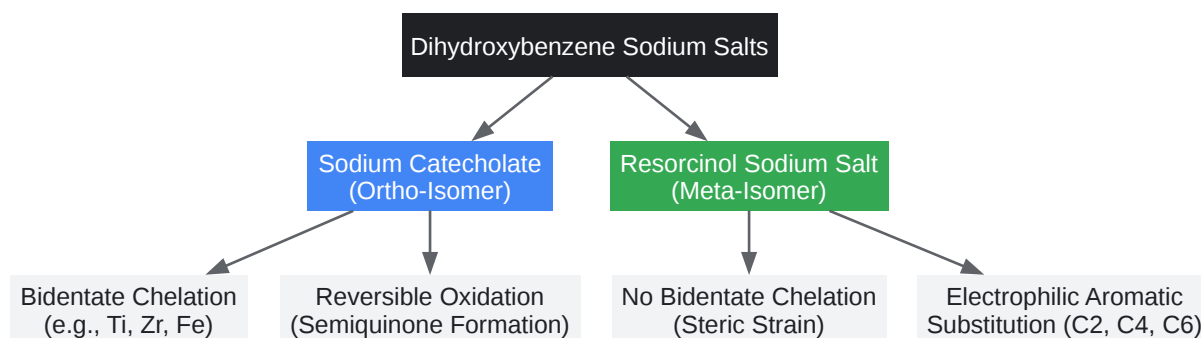 Dihydroxybenzene Sodium Salts
Sodium Catecholate
(Ortho-Isomer)
Resorcinol Sodium Salt
(Meta-Isomer)
Bidentate Chelation
(e.g., Ti, Zr, Fe)
Reversible Oxidation
(Semiquinone Formation)
No Bidentate Chelation
(Steric Strain)
Electrophilic Aromatic
Substitution (C2, C4, C6)